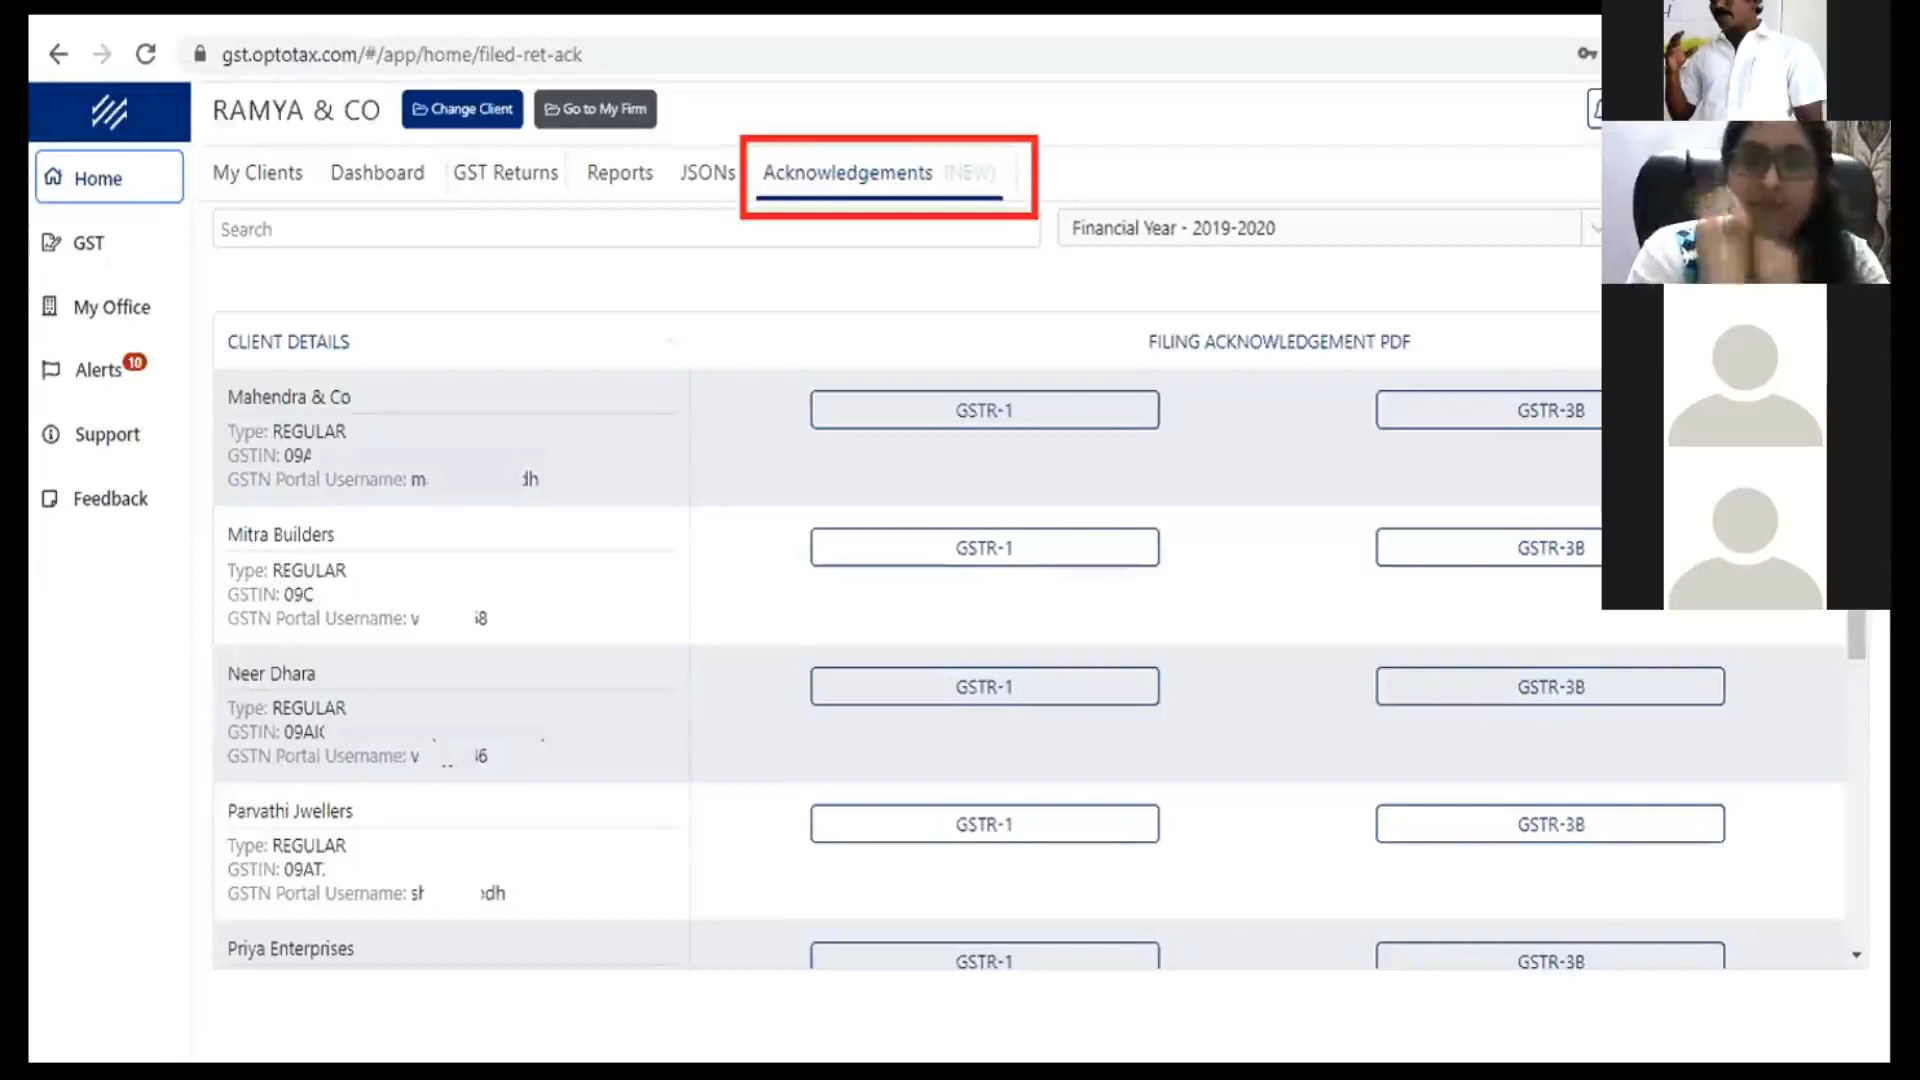 gst.optotax.com/#/app/home/filed-ret-ack
RAMYA & CO
Change Client
Go to My Firm
Home
GST
My Office
Alerts 10
Support
Feedback
My Clients
Dashboard
GST Returns
Reports
JSONs
Acknowledgements (NEW)
Search
Financial Year - 2019-2020
CLIENT DETAILS
FILING ACKNOWLEDGEMENT PDF
Mahendra & Co
Type: REGULAR
GSTIN: 09A
GSTN Portal Username: m
GSTR-1
GSTR-3B
Mitra Builders
Type: REGULAR
GSTIN: 09C
GSTN Portal Username: v
GSTR-1
GSTR-3B
Neer Dhara
Type: REGULAR
GSTIN: 09AK
GSTN Portal Username: v
GSTR-1
GSTR-3B
Parvathi Jwellers
Type: REGULAR
GSTIN: 09AT
GSTN Portal Username: sh
GSTR-1
GSTR-3B
Priya Enterprises
GSTR-1
GSTR-3B